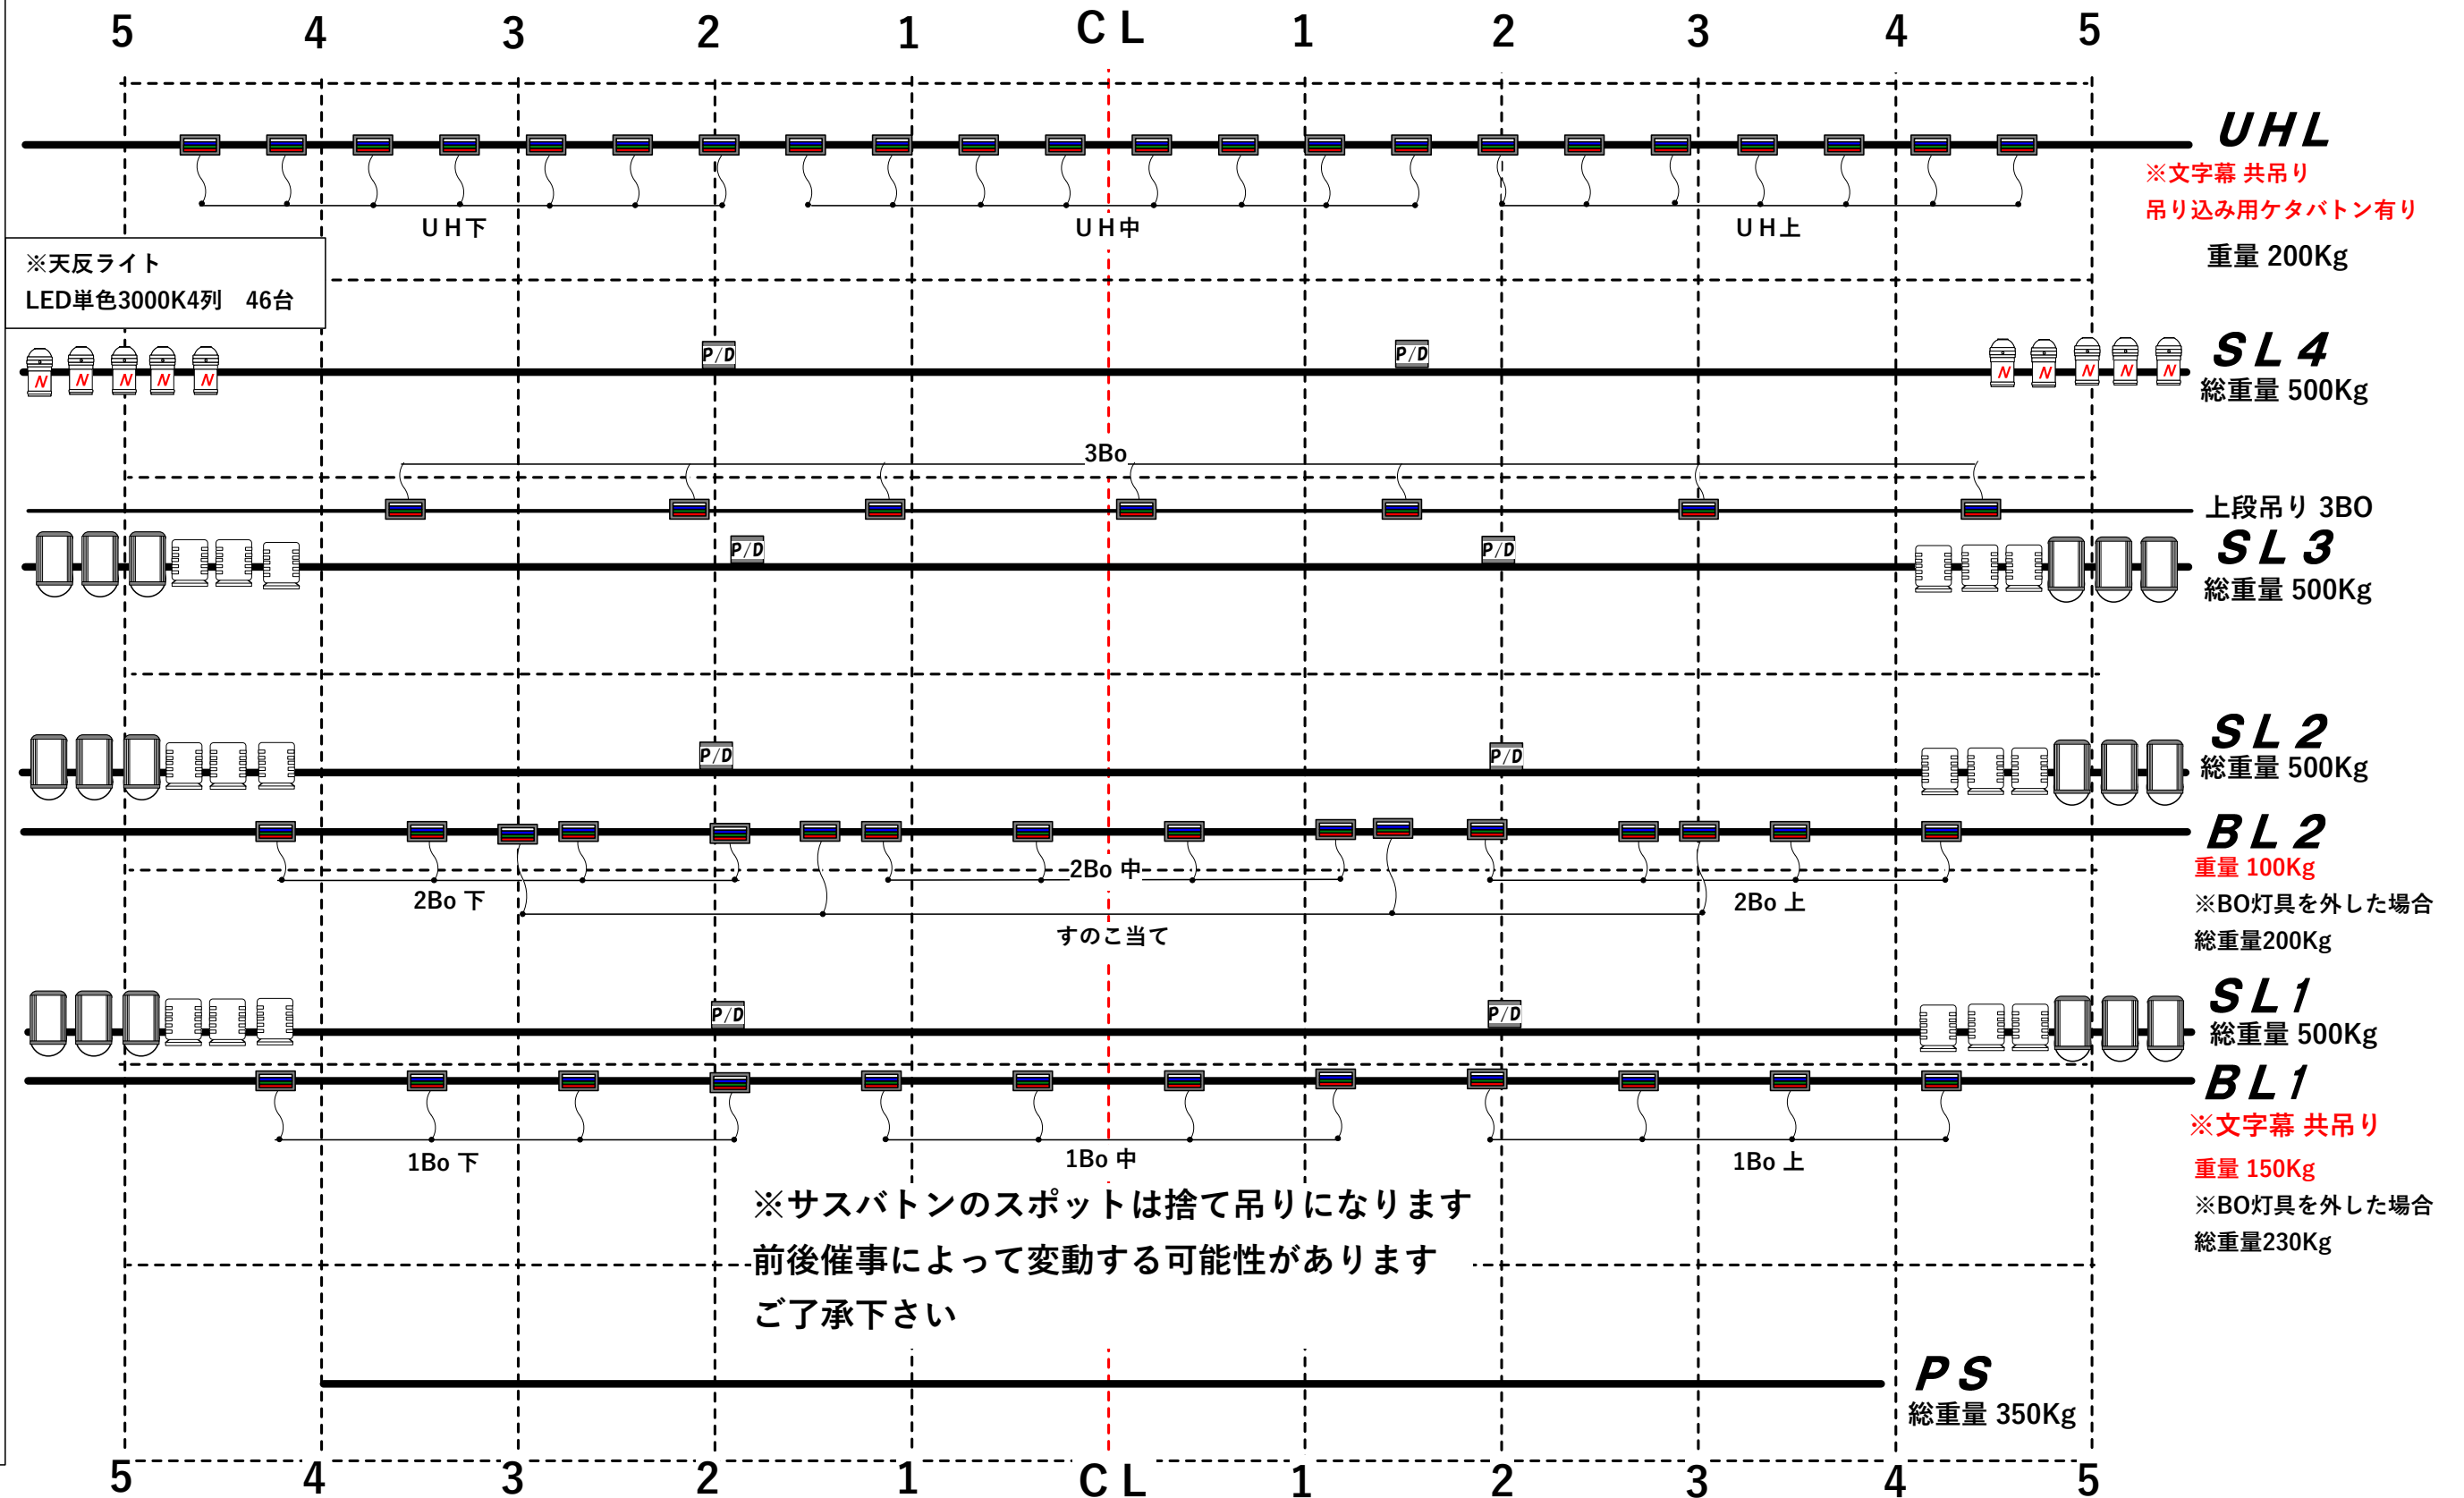 5 4 3 2 1 CL 1 2 3 4 5
UHL
※文字幕 共吊り
吊り込み用ケタバトン有り
UH下 UH中 UH上
重量 200Kg
※天反ライト
LED単色3000K4列　46台
P/D P/D
SL4
N N N N N N N N N N
総重量 500Kg
3Bo
上段吊り 3BO
P/D P/D
SL3
総重量 500Kg
SL2
P/D P/D
総重量 500Kg
BL2
2Bo 中
重量 100Kg
2Bo 下 2Bo 上
※BO灯具を外した場合
すのこ当て
総重量200Kg
SL1
P/D P/D
総重量 500Kg
BL1
※文字幕 共吊り
1Bo 下 1Bo 中 1Bo 上
重量 150Kg
※BO灯具を外した場合
総重量230Kg
※サスバトンのスポットは捨て吊りになります
前後催事によって変動する可能性があります
ご了承下さい
PS
総重量 350Kg
5 4 3 2 1 CL 1 2 3 4 5